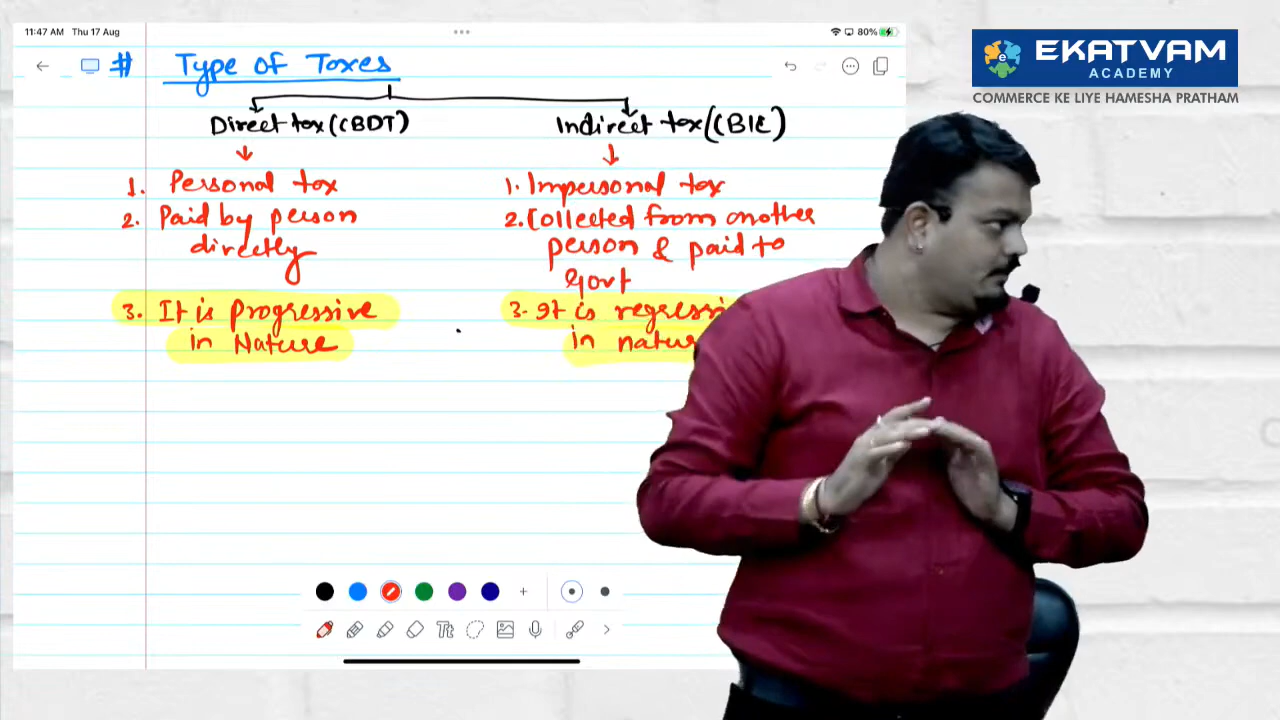 11:47 AM Thu 17 Aug
80%
# Type of Taxes
Direct tax (CBDT)
Indirect tax (CBIC)
1. Personal tax
2. Paid by person
directly
3. It is Progressive
in Nature
1. Impersonal tax
2. Collected from another
person & paid to
Govt
3. It is
in
EKATVAM
ACADEMY
COMMERCE KE LIYE HAMESHA PRATHAM